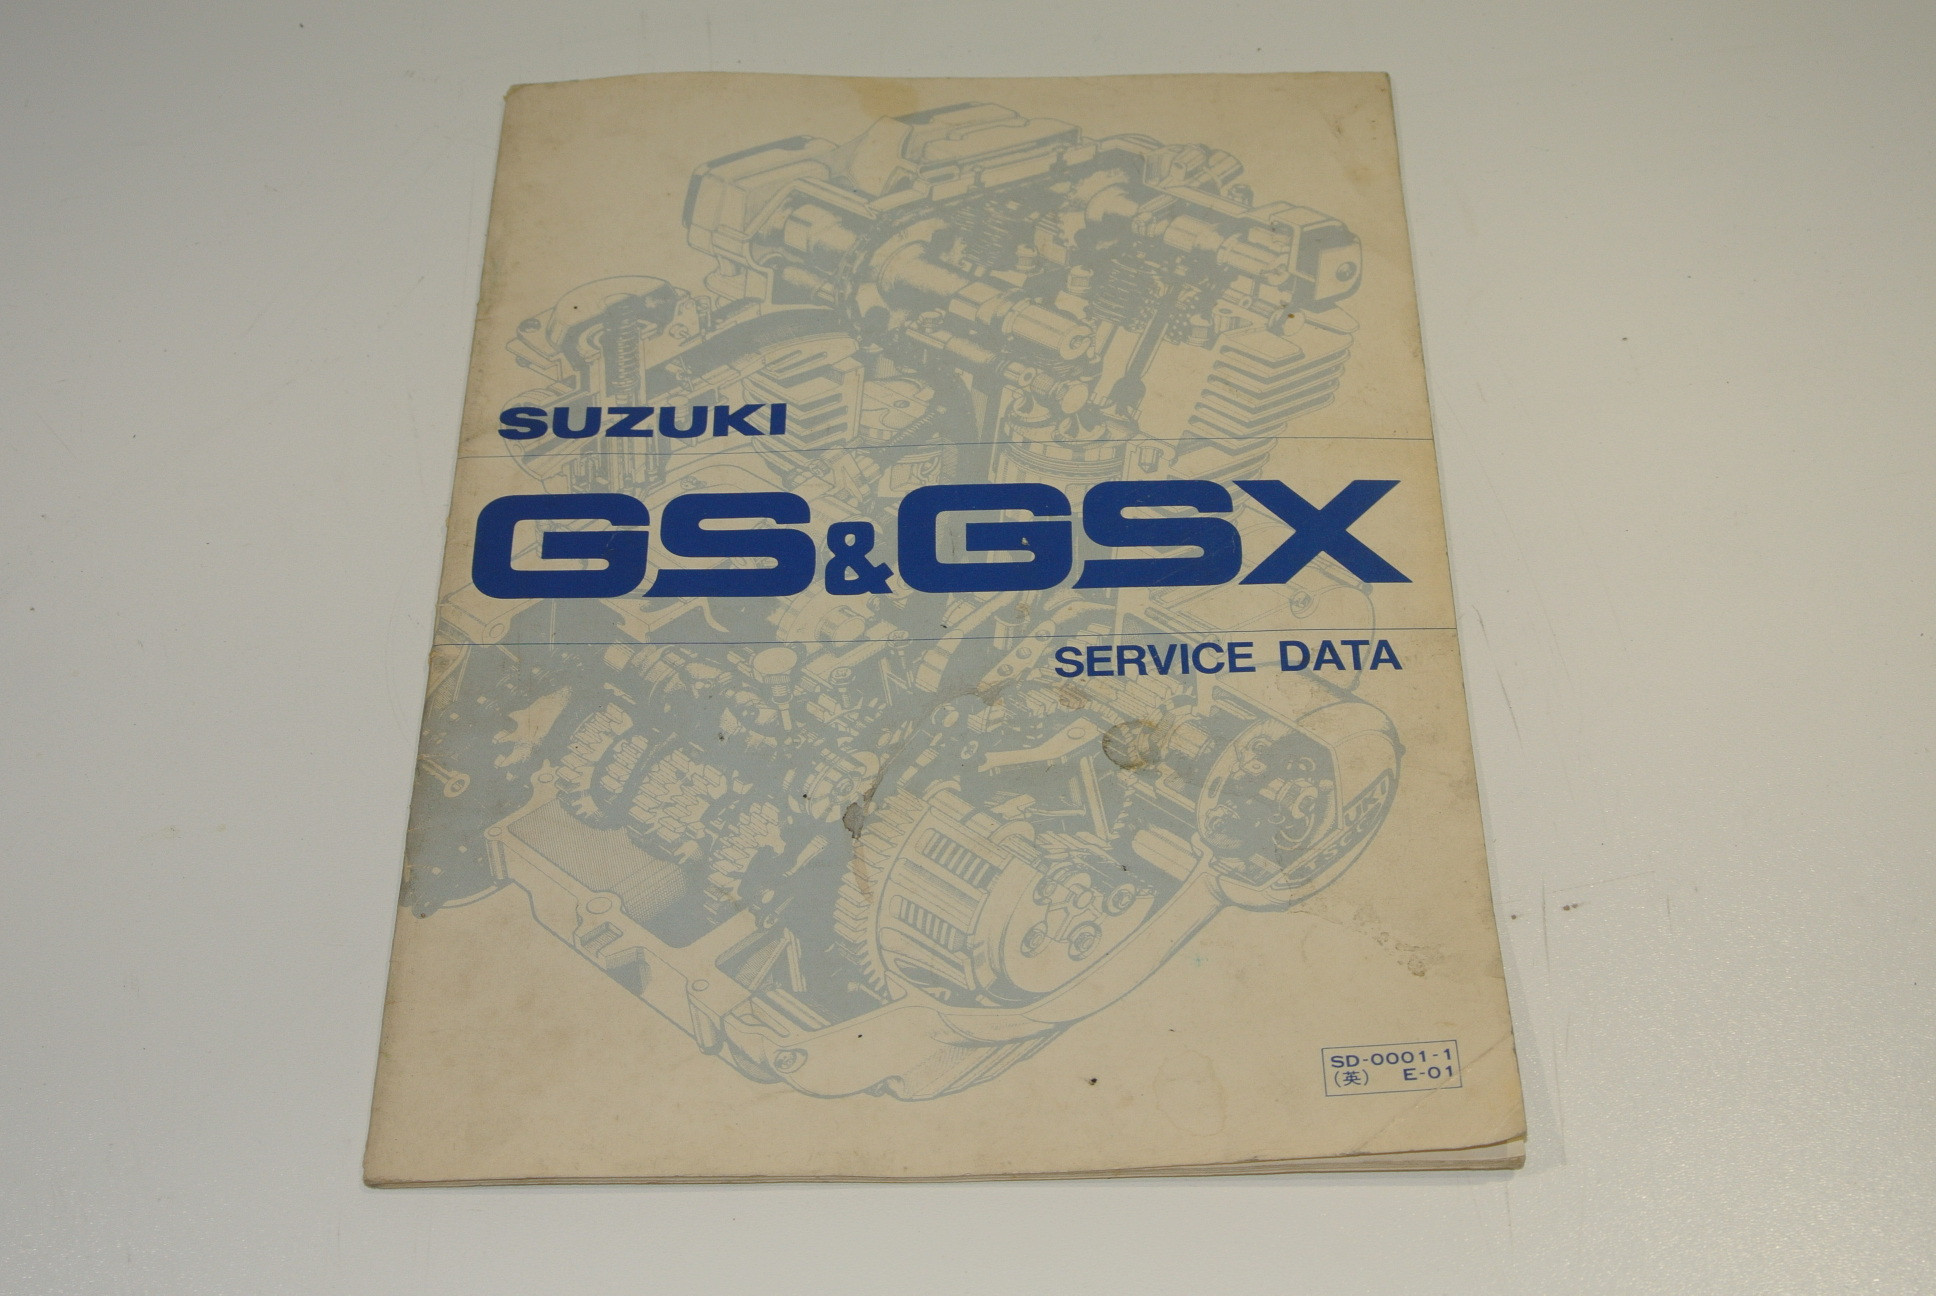 SUZUKI
GS&GSX
SERVICE DATA
SD-0001-1
(英) E-01